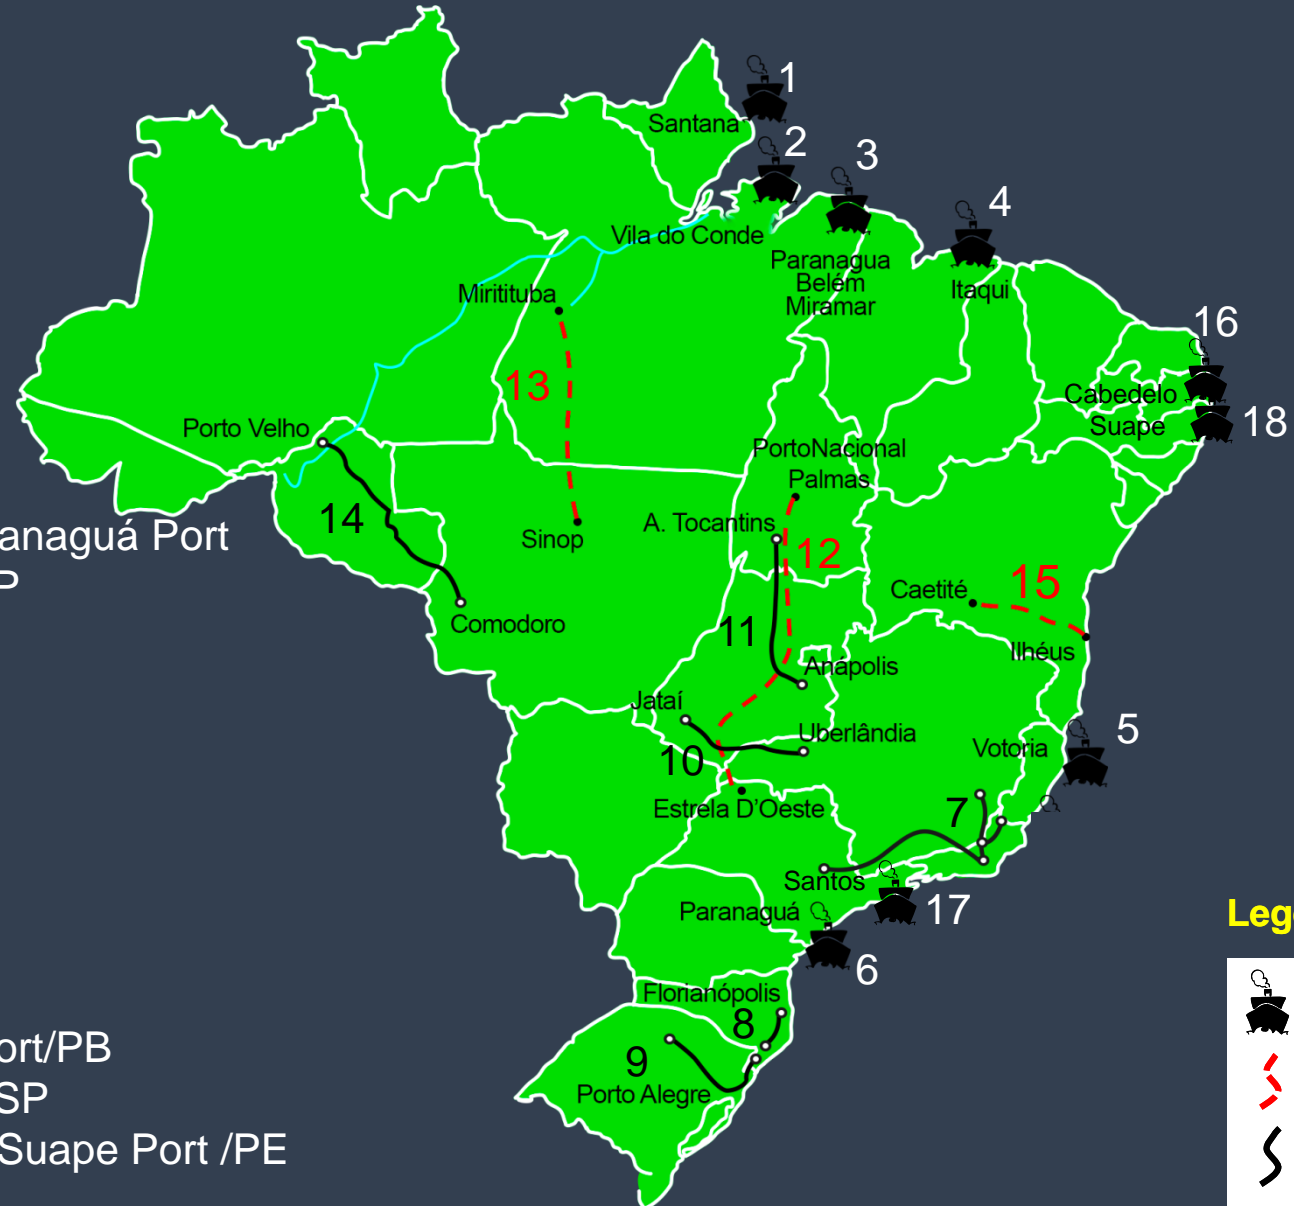 1
Santana
2
3
4
Vila do Conde
Paranagua
Belém
Miramar
Itaqui
Miritituba
16
13
Cabedelo
Suape
18
Porto Velho
PortoNacional
Palmas
14
A. Tocantins
Sinop
12
anaguá Port
P
Caetité
15
Comodoro
11
Ilhéus
Anápolis
Jataí
5
Uberlândia
Votoria
10
Estrela D'Oeste
7
Santos
17
Paranaguá
6
Leg
Florianópolis
8
9
Porto Alegre
ort/PB
SP
Suape Port /PE